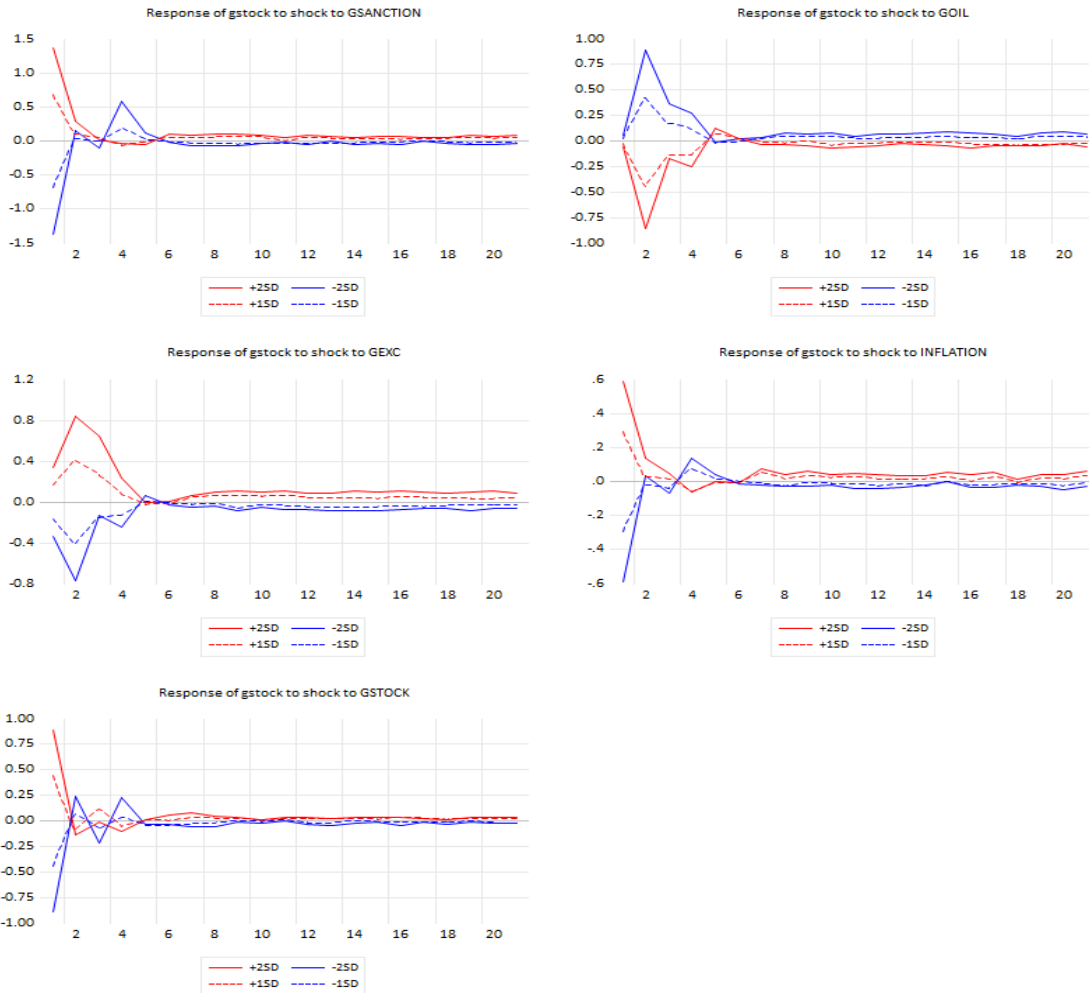 Response of gstock to shock to GSANCTION
1.5
1.0
0.5
0.0
-0.5
-1.0
-1.5
2 4 6 8 10 12 14 16 18 20
+2SD -2SD
+1SD -1SD
Response of gstock to shock to GOIL
1.00
0.75
0.50
0.25
0.00
-0.25
-0.50
-0.75
-1.00
2 4 6 8 10 12 14 16 18 20
+2SD -2SD
+1SD -1SD
Response of gstock to shock to GEXC
1.2
0.8
0.4
0.0
-0.4
-0.8
2 4 6 8 10 12 14 16 18 20
+2SD -2SD
+1SD -1SD
Response of gstock to shock to INFLATION
.6
.4
.2
.0
-.2
-.4
-.6
2 4 6 8 10 12 14 16 18 20
+2SD -2SD
+1SD -1SD
Response of gstock to shock to GSTOCK
1.00
0.75
0.50
0.25
0.00
-0.25
-0.50
-0.75
-1.00
2 4 6 8 10 12 14 16 18 20
+2SD -2SD
+1SD -1SD